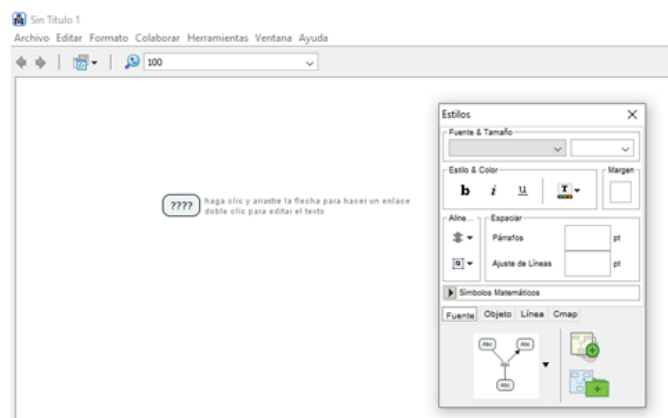 Sin Título 1
Archivo Editar Formato Colaborar Herramientas Ventana Ayuda
100
Estilos
Fuente & Tamaño
Estilo & Color
Margen
b i u T
Aline...
Espaciar
Párrafos pt
Ajuste de Líneas pt
Símbolos Matemáticos
Fuente Objeto Línea Cmap
Abc Abc
Abc
???? haga clic y arrastre la flecha para hacer un enlace
doble clic para editar el texto